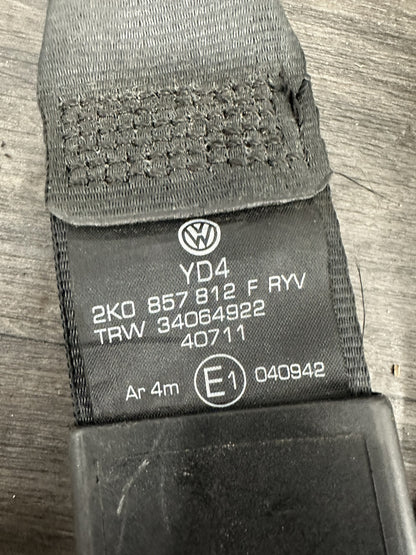 YD4
2K0 857 812 F RYV
TRW 34064922
40711
Ar 4m E1 040942